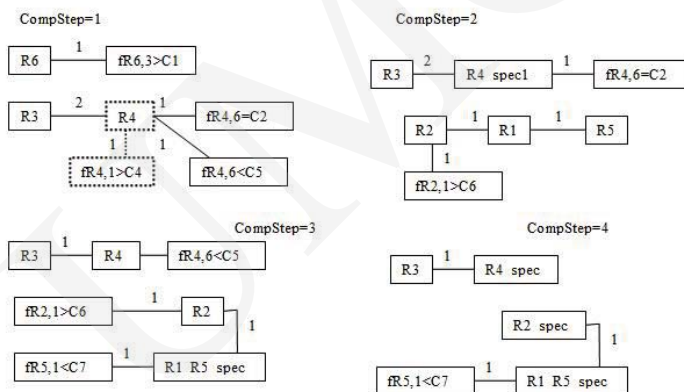 CompStep=1
R6 1 fR6,3>C1
R3 2 R4 1 fR4,6=C2
1 1
fR4,1>C4 fR4,6<C5
CompStep=2
R3 2 R4 spec1 1 fR4,6=C2
R2 1 R1 1 R5
1
fR2,1>C6
CompStep=3
R3 1 R4 fR4,6<C5
fR2,1>C6 1 R2
1
fR5,1<C7 1 R1 R5 spec
CompStep=4
R3 1 R4 spec
R2 spec
1
fR5,1<C7 1 R1 R5 spec